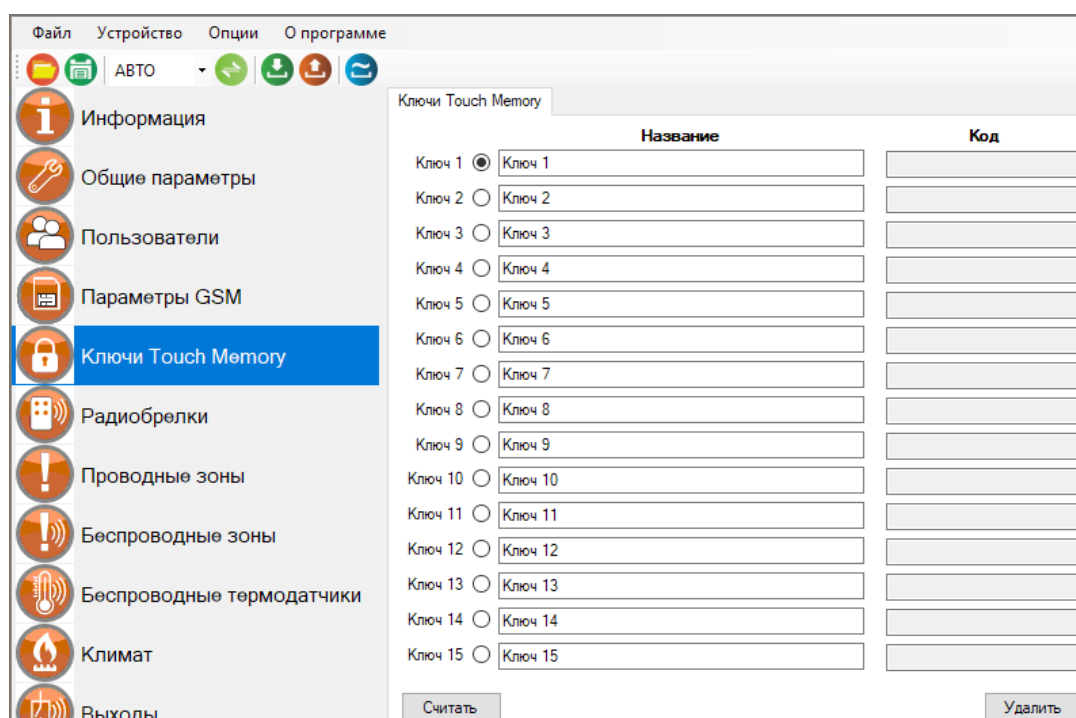 Файл Устройство Опции О программе
АВТО
Информация
Общие параметры
Пользователи
Параметры GSM
Ключи Touch Memory
Радиобрелки
Проводные зоны
Беспроводные зоны
Беспроводные термодатчики
Климат
Выходы
Ключи Touch Memory
Название Код
Ключ 1 Ключ 1
Ключ 2 Ключ 2
Ключ 3 Ключ 3
Ключ 4 Ключ 4
Ключ 5 Ключ 5
Ключ 6 Ключ 6
Ключ 7 Ключ 7
Ключ 8 Ключ 8
Ключ 9 Ключ 9
Ключ 10 Ключ 10
Ключ 11 Ключ 11
Ключ 12 Ключ 12
Ключ 13 Ключ 13
Ключ 14 Ключ 14
Ключ 15 Ключ 15
Считать Удалить